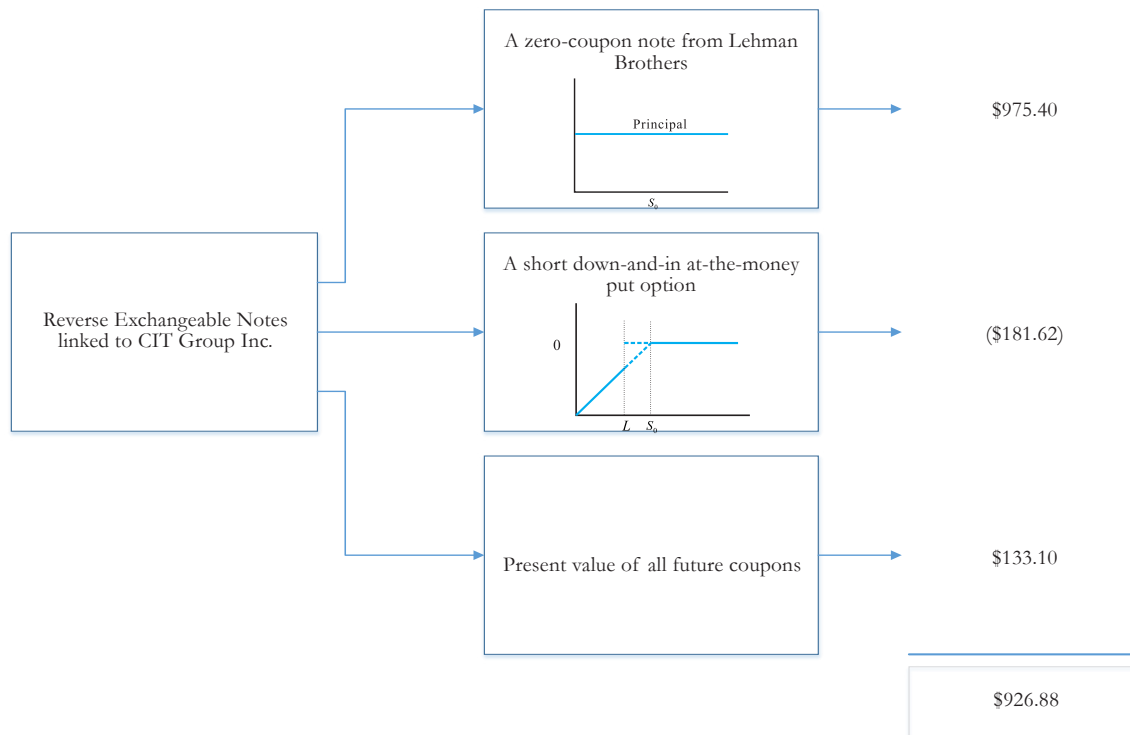 A zero-coupon note from Lehman
Brothers
Principal
S₀
$975.40
Reverse Exchangeable Notes
linked to CIT Group Inc.
A short down-and-in at-the-money
put option
0
L
S₀
($181.62)
Present value of all future coupons
$133.10
$926.88